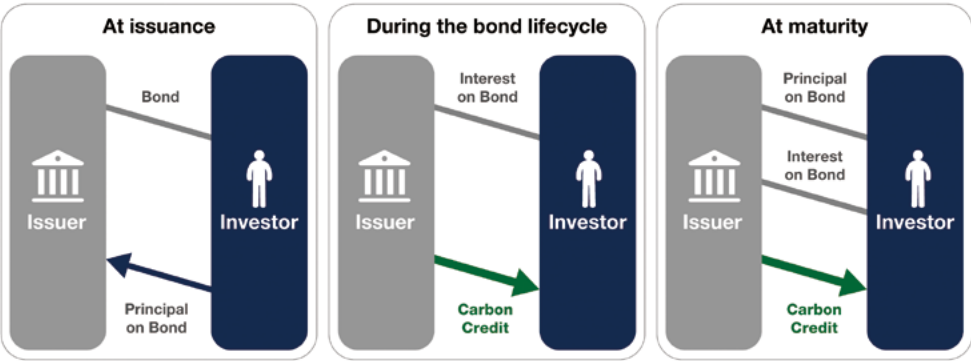 At issuance
Bond
Issuer
Investor
Principal
on Bond
During the bond lifecycle
Interest
on Bond
Issuer
Investor
Carbon
Credit
At maturity
Principal
on Bond
Interest
on Bond
Issuer
Investor
Carbon
Credit